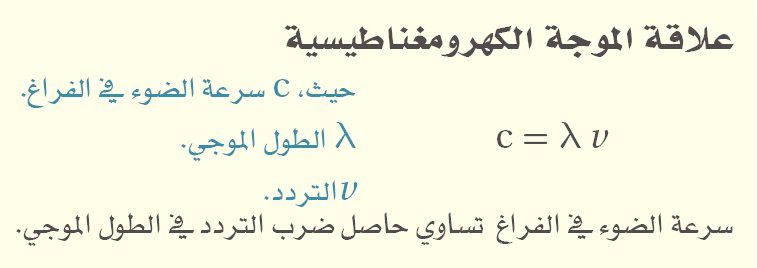 علاقة الموجة الكهرومغناطيسية
حيث، c سرعة الضوء في الفراغ.
c = λ ν
λ الطول الموجي.
ν التردد.
سرعة الضوء في الفراغ تساوي حاصل ضرب التردد في الطول الموجي.